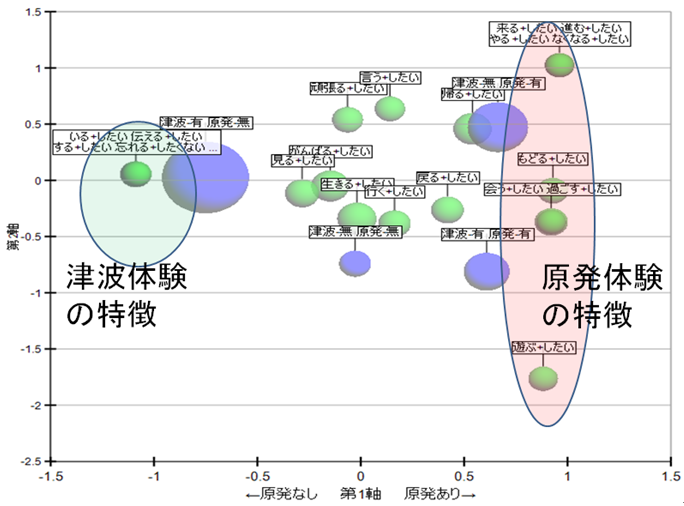 1.5
来る+したい 進む+したい
やる+したい なくなる+したい
1
言う+したい
頑張る+したい
津波-無 原発-有
帰る+したい
0.5
津波-有 原発-無
いる+したい 伝える+したい
する+したい 忘れる+したくない ...
がんばる+したい
見る+したい
もどる+したい
0
生きる+したい
行く+したい
戻る+したい
会う+したい 過ごす+したい
津波-無 原発-無
津波-有 原発-有
-0.5
第2軸
津波体験
の特徴
原発体験
の特徴
-1
遊ぶ+したい
-1.5
-2
-2.5
-1.5
-1
-0.5
0
0.5
1
1.5
←原発なし 第1軸 原発あり→